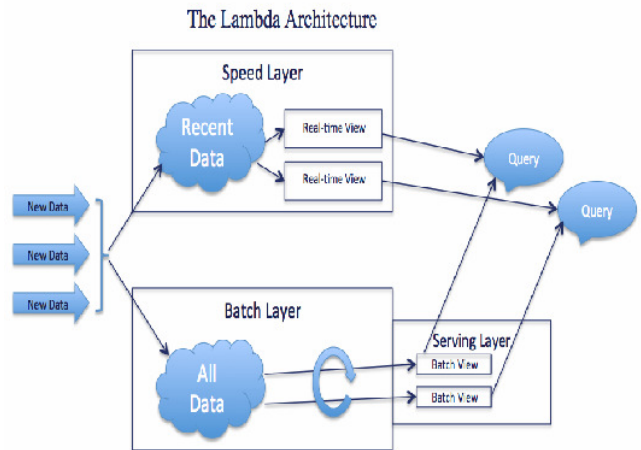 The Lambda Architecture
Speed Layer
Recent
Data
Real-time View
Real-time View
Query
Query
New Data
New Data
New Data
Batch Layer
All
Data
Serving Layer
Batch View
Batch View